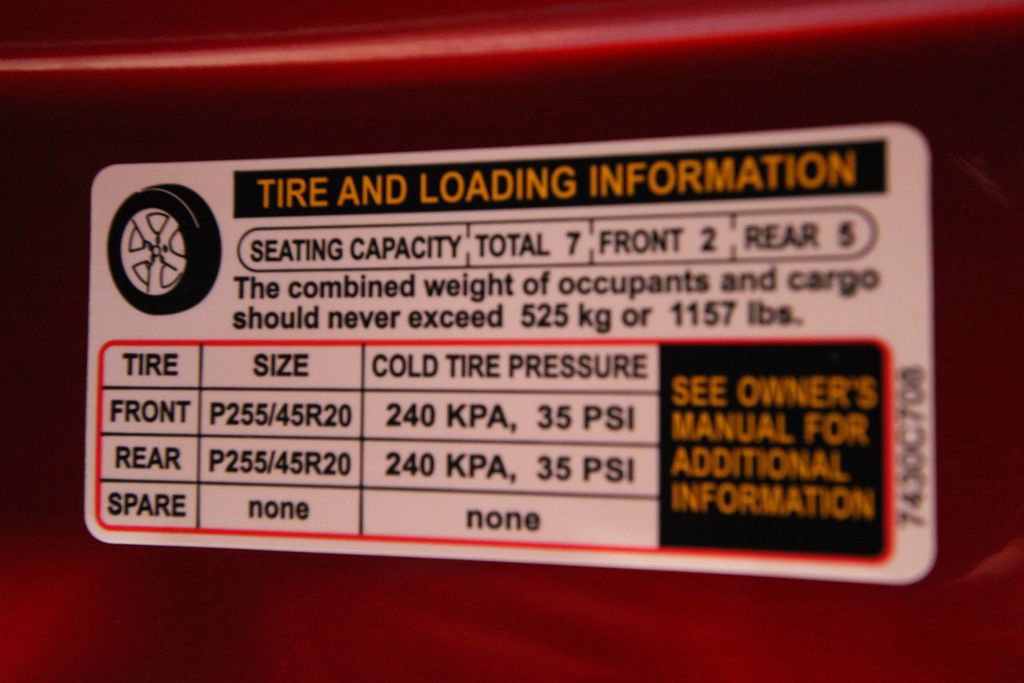 TIRE AND LOADING INFORMATION
SEATING CAPACITY TOTAL 7 FRONT 2 REAR 5
The combined weight of occupants and cargo
should never exceed 525 kg or 1157 lbs.
TIRE SIZE COLD TIRE PRESSURE
FRONT P255/45R20 240 KPA, 35 PSI
REAR P255/45R20 240 KPA, 35 PSI
SPARE none none
SEE OWNER'S
MANUAL FOR
ADDITIONAL
INFORMATION